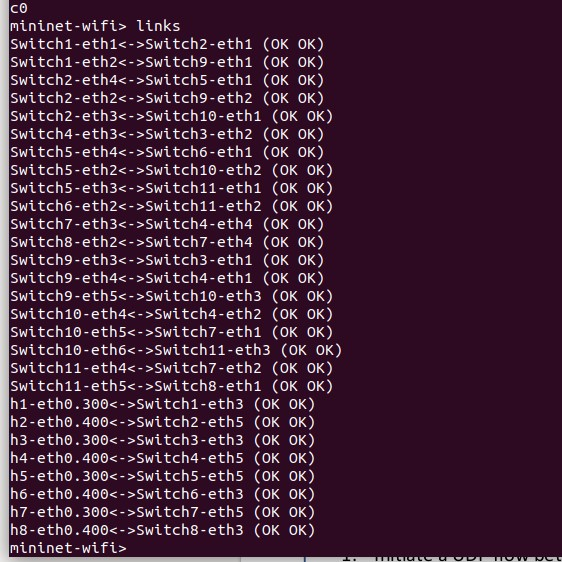 c0
mininet-wifi> links
Switch1-eth1<->Switch2-eth1 (OK OK)
Switch1-eth2<->Switch9-eth1 (OK OK)
Switch2-eth4<->Switch5-eth1 (OK OK)
Switch2-eth2<->Switch9-eth2 (OK OK)
Switch2-eth3<->Switch10-eth1 (OK OK)
Switch4-eth3<->Switch3-eth2 (OK OK)
Switch5-eth4<->Switch6-eth1 (OK OK)
Switch5-eth2<->Switch10-eth2 (OK OK)
Switch5-eth3<->Switch11-eth1 (OK OK)
Switch6-eth2<->Switch11-eth2 (OK OK)
Switch7-eth3<->Switch4-eth4 (OK OK)
Switch8-eth2<->Switch7-eth4 (OK OK)
Switch9-eth3<->Switch3-eth1 (OK OK)
Switch9-eth4<->Switch4-eth1 (OK OK)
Switch9-eth5<->Switch10-eth3 (OK OK)
Switch10-eth4<->Switch4-eth2 (OK OK)
Switch10-eth5<->Switch7-eth1 (OK OK)
Switch10-eth6<->Switch11-eth3 (OK OK)
Switch11-eth4<->Switch7-eth2 (OK OK)
Switch11-eth5<->Switch8-eth1 (OK OK)
h1-eth0.300<->Switch1-eth3 (OK OK)
h2-eth0.400<->Switch2-eth5 (OK OK)
h3-eth0.300<->Switch3-eth3 (OK OK)
h4-eth0.400<->Switch4-eth5 (OK OK)
h5-eth0.300<->Switch5-eth5 (OK OK)
h6-eth0.400<->Switch6-eth3 (OK OK)
h7-eth0.300<->Switch7-eth5 (OK OK)
h8-eth0.400<->Switch8-eth3 (OK OK)
mininet-wifi>